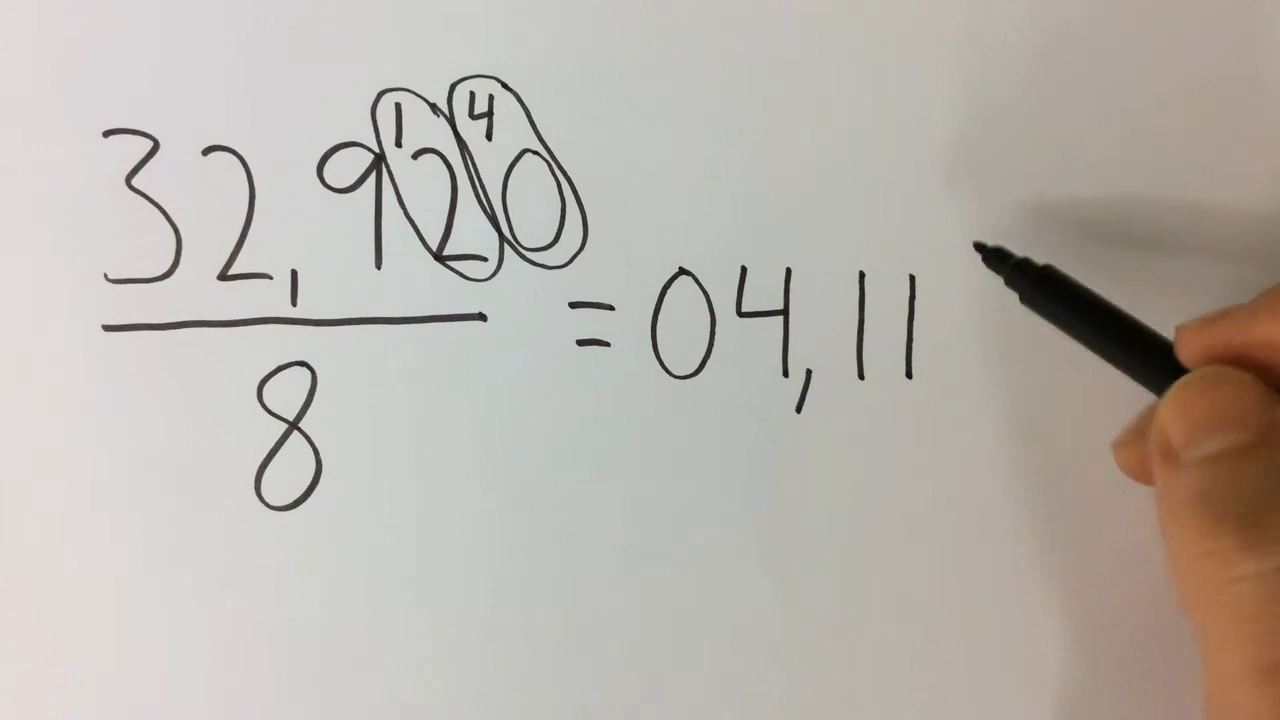 1 4
32,920
= 04,11
8